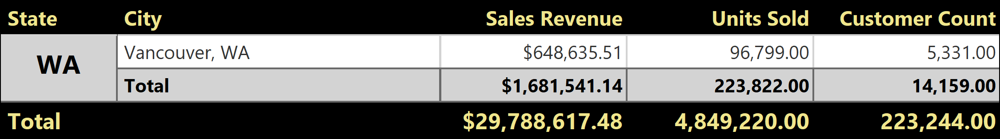 State City Sales Revenue Units Sold Customer Count
WA
Vancouver, WA $648,635.51 96,799.00 5,331.00
Total $1,681,541.14 223,822.00 14,159.00
Total $29,788,617.48 4,849,220.00 223,244.00